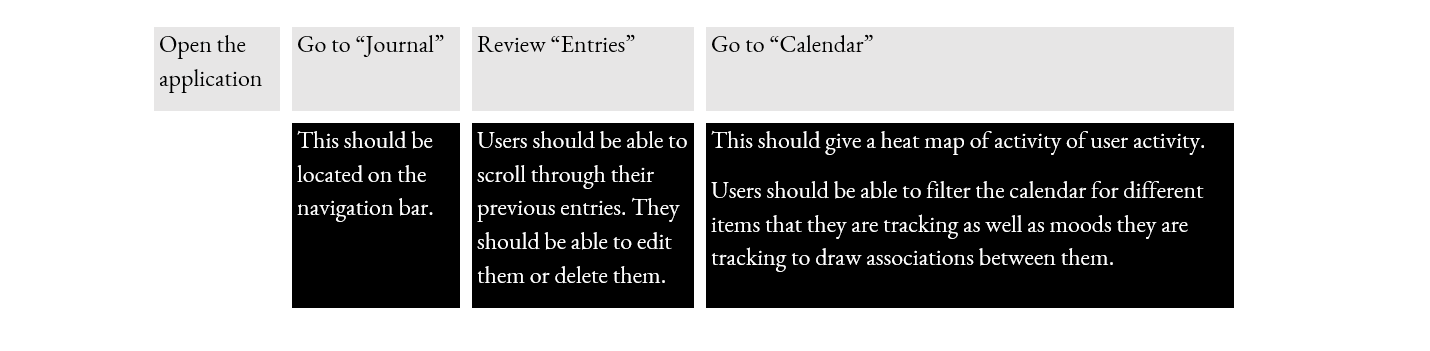 Open the
application
Go to “Journal”
Review “Entries”
Go to “Calendar”
This should be
located on the
navigation bar.
Users should be able to
scroll through their
previous entries. They
should be able to edit
them or delete them.
This should give a heat map of activity of user activity.
Users should be able to filter the calendar for different
items that they are tracking as well as moods they are
tracking to draw associations between them.